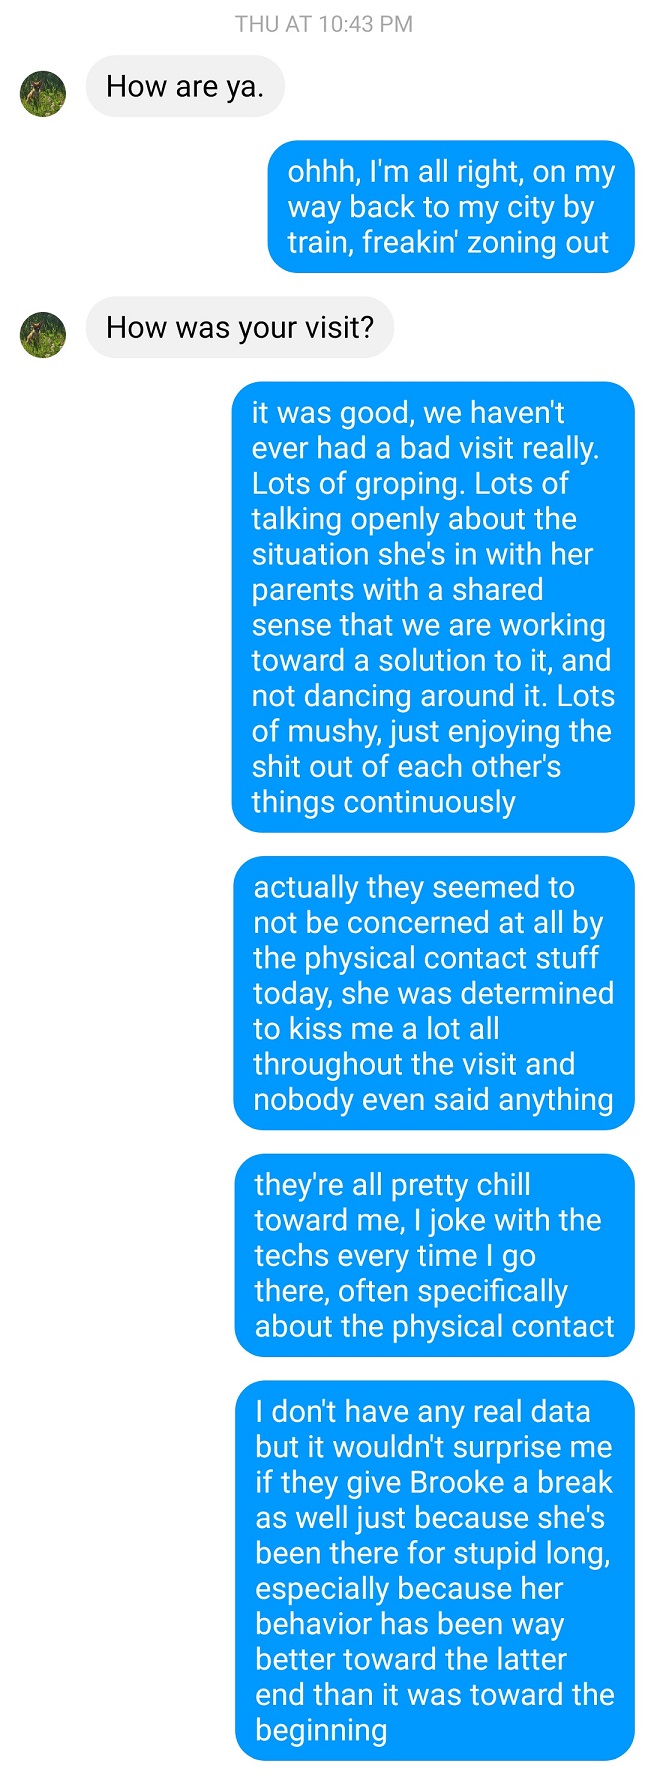 THU AT 10:43 PM
How are ya.
ohhh, I'm all right, on my
way back to my city by
train, freakin' zoning out
How was your visit?
it was good, we haven't
ever had a bad visit really.
Lots of groping. Lots of
talking openly about the
situation she's in with her
parents with a shared
sense that we are working
toward a solution to it, and
not dancing around it. Lots
of mushy, just enjoying the
shit out of each other's
things continuously
actually they seemed to
not be concerned at all by
the physical contact stuff
today, she was determined
to kiss me a lot all
throughout the visit and
nobody even said anything
they're all pretty chill
toward me, I joke with the
techs every time I go
there, often specifically
about the physical contact
I don't have any real data
but it wouldn't surprise me
if they give Brooke a break
as well just because she's
been there for stupid long,
especially because her
behavior has been way
better toward the latter
end than it was toward the
beginning